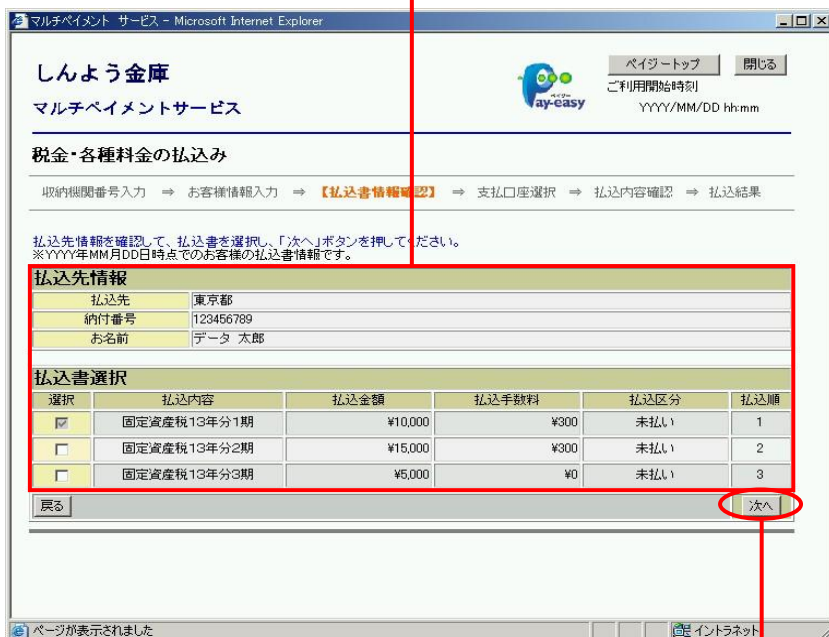 マルチペイメント サービス - Microsoft Internet Explorer
しんよう金庫
マルチペイメントサービス
ペイジー
Pay-easy
ペイジートップ 閉じる
ご利用開始時刻
YYYY/MM/DD hh:mm
税金・各種料金の払込み
収納機関番号入力 ⇒ お客様情報入力 ⇒ 【払込書情報確認】 ⇒ 支払口座選択 ⇒ 払込内容確認 ⇒ 払込結果
払込先情報を確認して、払込書を選択し、「次へ」ボタンを押してください。
※YYYY年MM月DD日時点でのお客様の払込書情報です。
払込先情報
払込先 東京都
納付番号 123456789
お名前 データ 太郎
払込書選択
選択 払込内容 払込金額 払込手数料 払込区分 払込順
固定資産税13年分1期 ¥10,000 ¥300 未払い 1
固定資産税13年分2期 ¥15,000 ¥300 未払い 2
固定資産税13年分3期 ¥5,000 ¥0 未払い 3
戻る 次へ
ページが表示されました イントラネット